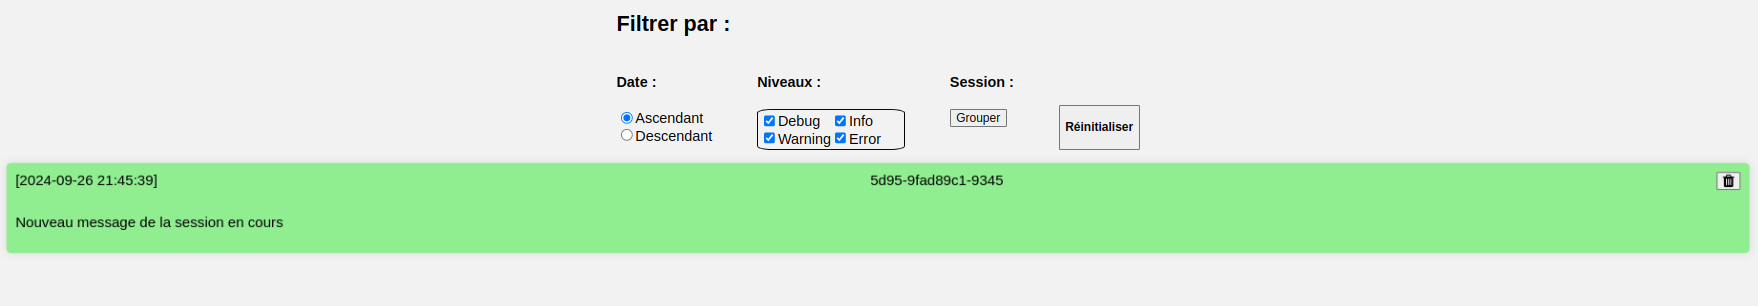 Filtrer par :
Date : Niveaux : Session :
Ascendant Debug Info Grouper Réinitialiser
Descendant Warning Error
[2024-09-26 21:45:39] 5d95-9fad89c1-9345
Nouveau message de la session en cours